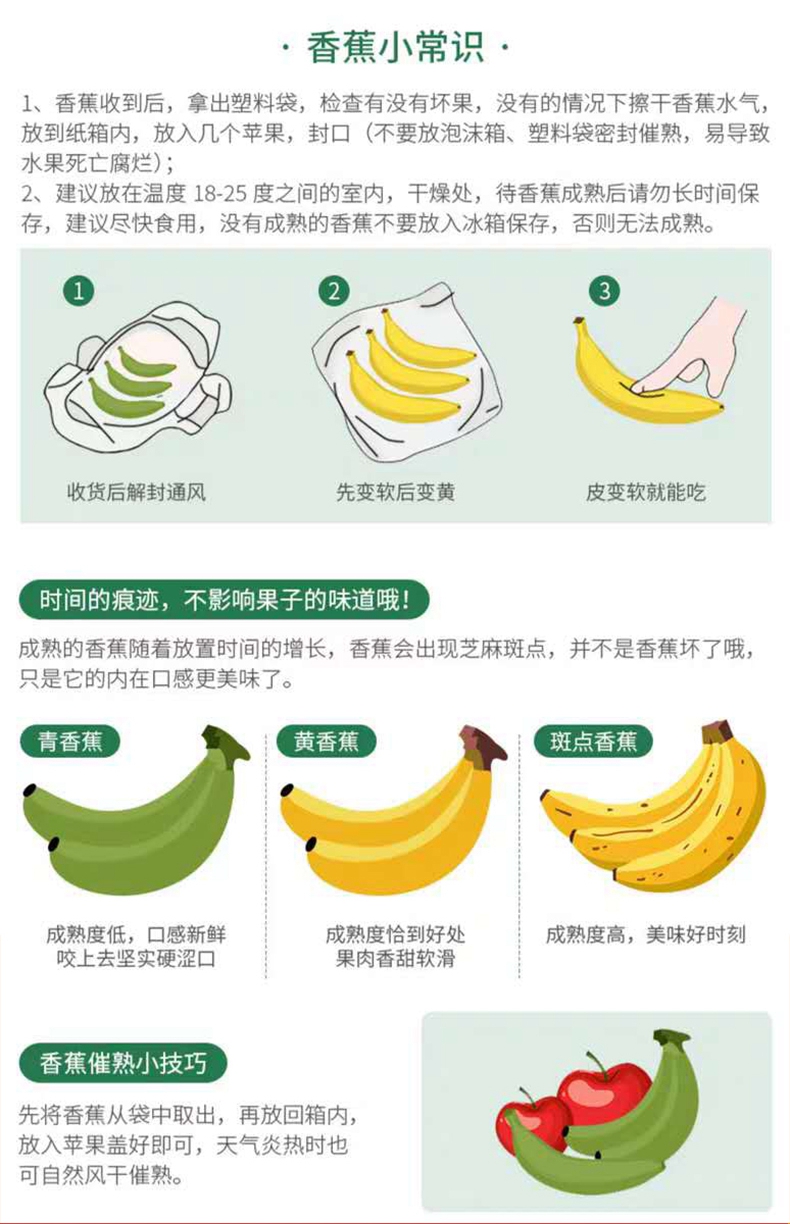 · 香蕉小常识 ·
1、香蕉收到后，拿出塑料袋，检查有没有坏果，没有的情况下擦干香蕉水气，
放到纸箱内，放入几个苹果，封口（不要放泡沫箱、塑料袋密封催熟，易导致
水果死亡腐烂）；
2、建议放在温度 18-25 度之间的室内，干燥处，待香蕉成熟后请勿长时间保
存，建议尽快食用，没有成熟的香蕉不要放入冰箱保存，否则无法成熟。
1
2
3
收货后解封通风
先变软后变黄
皮变软就能吃
时间的痕迹，不影响果子的味道哦！
成熟的香蕉随着放置时间的增长，香蕉会出现芝麻斑点，并不是香蕉坏了哦，
只是它的内在口感更美味了。
青香蕉
黄香蕉
斑点香蕉
成熟度低，口感新鲜
咬上去坚实硬涩口
成熟度恰到好处
果肉香甜软滑
成熟度高，美味好时刻
香蕉催熟小技巧
先将香蕉从袋中取出，再放回箱内，
放入苹果盖好即可，天气炎热时也
可自然风干催熟。